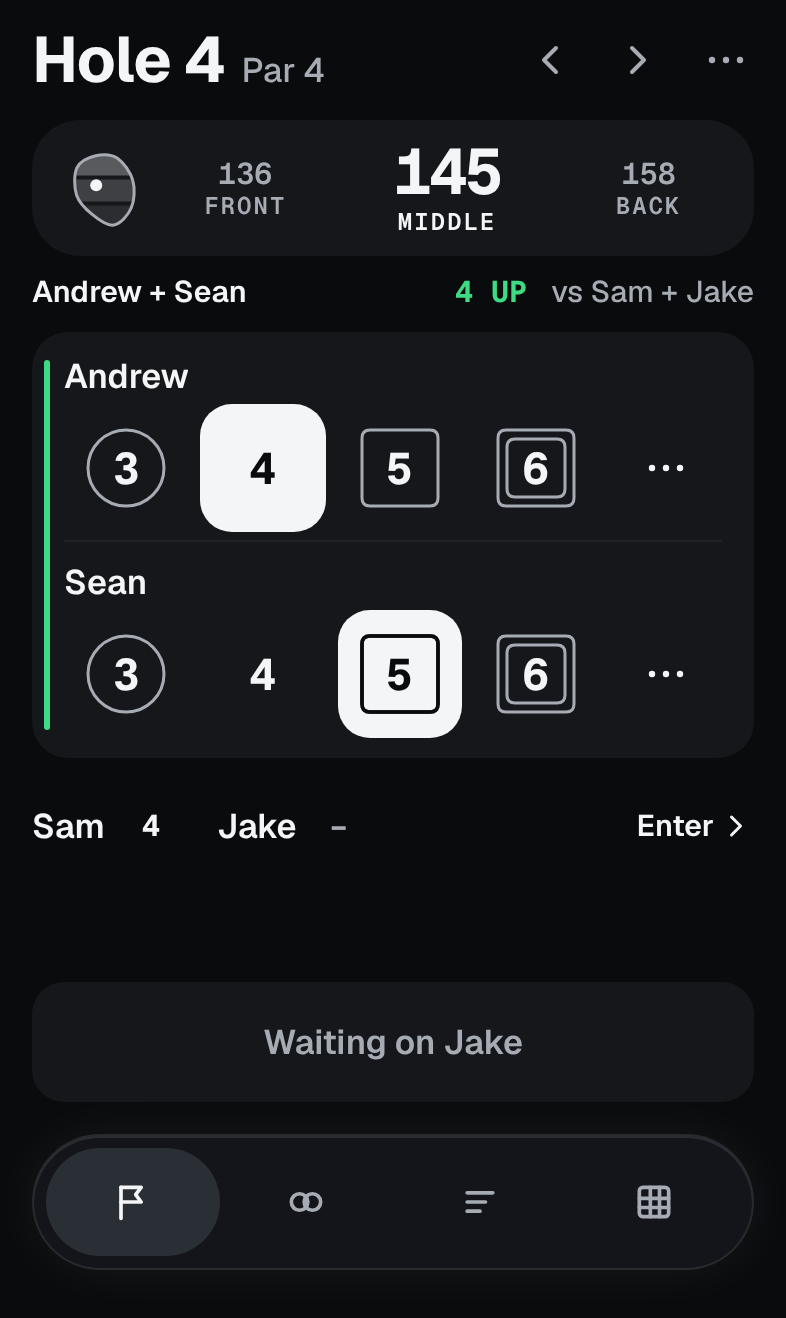 Hole 4 Par 4
136 145 158
FRONT MIDDLE BACK
Andrew + Sean 4 UP vs Sam + Jake
Andrew
3 4 5 6 ...
Sean
3 4 5 6 ...
Sam 4 Jake – Enter >
Waiting on Jake